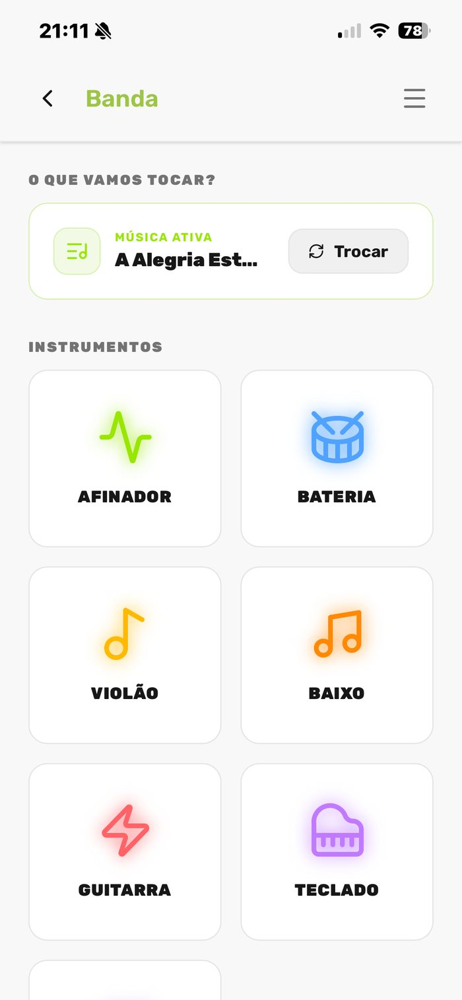 21:11
78
Banda
O QUE VAMOS TOCAR?
MÚSICA ATIVA
A Alegria Est...
Trocar
INSTRUMENTOS
AFINADOR
BATERIA
VIOLÃO
BAIXO
GUITARRA
TECLADO